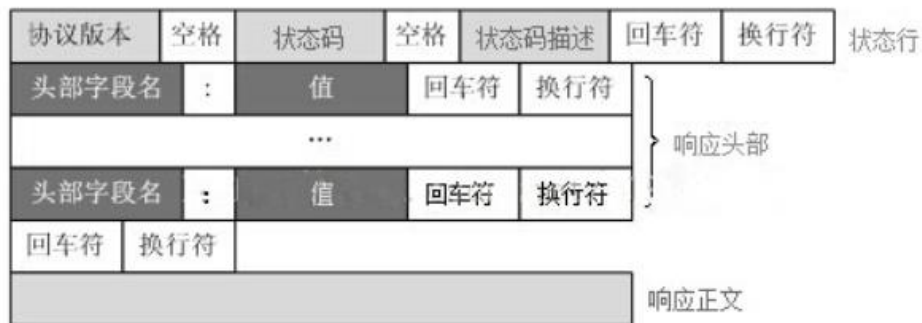 协议版本 空格 状态码 空格 状态码描述 回车符 换行符 状态行
头部字段名 : 值 回车符 换行符
... 响应头部
头部字段名 : 值 回车符 换行符
回车符 换行符
响应正文